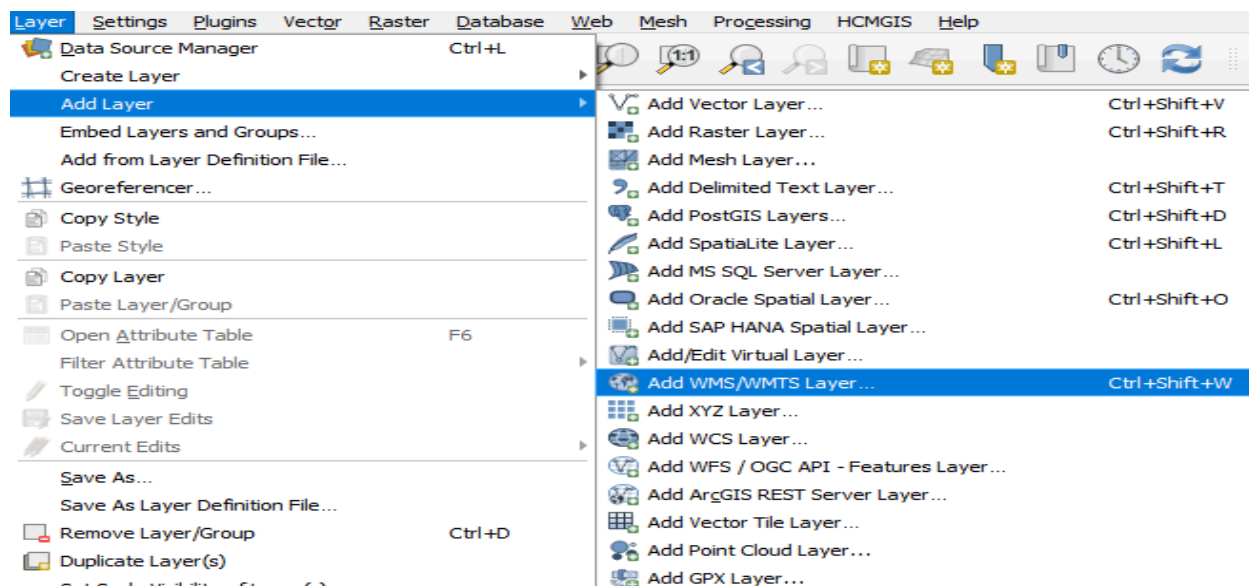 Layer Settings Plugins Vector Raster Database Web Mesh Processing HCMGIS Help
Data Source Manager Ctrl+L
Create Layer
Add Layer
Embed Layers and Groups...
Add from Layer Definition File...
Georeferencer...
Copy Style
Paste Style
Copy Layer
Paste Layer/Group
Open Attribute Table F6
Filter Attribute Table
Toggle Editing
Save Layer Edits
Current Edits
Save As...
Save As Layer Definition File...
Remove Layer/Group Ctrl+D
Duplicate Layer(s)
1:1
Add Vector Layer... Ctrl+Shift+V
Add Raster Layer... Ctrl+Shift+R
Add Mesh Layer...
Add Delimited Text Layer... Ctrl+Shift+T
Add PostGIS Layers... Ctrl+Shift+D
Add SpatiaLite Layer... Ctrl+Shift+L
Add MS SQL Server Layer...
Add Oracle Spatial Layer... Ctrl+Shift+O
Add SAP HANA Spatial Layer...
Add/Edit Virtual Layer...
Add WMS/WMTS Layer... Ctrl+Shift+W
Add XYZ Layer...
Add WCS Layer...
Add WFS / OGC API - Features Layer...
Add ArcGIS REST Server Layer...
Add Vector Tile Layer...
Add Point Cloud Layer...
Add GPX Layer...